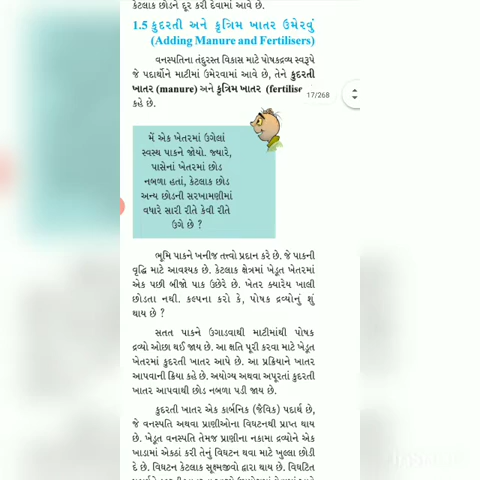 કેટલાક છોડને દૂર કરી દેવામાં આવે છે.
1.5 કુદરતી અને કૃત્રિમ ખાતર ઉમેરવું
(Adding Manure and Fertilisers)
વનસ્પતિના તંદુરસ્ત વિકાસ માટે પોષકદ્રવ્ય સ્વરૂપે
જે પદાર્થોને માટીમાં ઉમેરવામાં આવે છે, તેને કુદરતી
ખાતર (manure) અને કૃત્રિમ ખાતર (fertilise
કહે છે.
17/268
મેં એક ખેતરમાં ઉગેલાં
સ્વસ્થ પાકને જોયો. જ્યારે,
પાસેનાં ખેતરમાં છોડ
નબળા હતાં, કેટલાક છોડ
અન્ય છોડની સરખામણીમાં
વધારે સારી રીતે કેવી રીતે
ઉગે છે ?
ભૂમિ પાકને ખનીજ તત્ત્વો પ્રદાન કરે છે. જે પાકની
વૃદ્ધિ માટે આવશ્યક છે. કેટલાક ક્ષેત્રમાં ખેડૂત ખેતરમાં
એક પછી બીજો પાક ઉછેરે છે. ખેતર ક્યારેય ખાલી
છોડતા નથી. કલ્પના કરો કે, પોષક દ્રવ્યોનું શું
થાય છે ?
સતત પાકને ઉગાડવાથી માટીમાંથી પોષક
દ્રવ્યો ઓછા થઈ જાય છે. આ ક્ષતિ પૂરી કરવા માટે ખેડૂત
ખેતરમાં કુદરતી ખાતર આપે છે. આ પ્રક્રિયાને ખાતર
આપવાની ક્રિયા કહે છે. અયોગ્ય અથવા અપૂરતાં કુદરતી
ખાતર આપવાથી છોડ નબળા પડી જાય છે.
કુદરતી ખાતર એક કાર્બનિક (જૈવિક) પદાર્થ છે,
જે વનસ્પતિ અથવા પ્રાણીઓના વિઘટનથી પ્રાપ્ત થાય
છે. ખેડૂત વનસ્પતિ તેમજ પ્રાણીના નકામા દ્રવ્યોને એક
ખાડામાં એકઠાં કરી તેનું વિઘટન થવા માટે ખુલ્લા છોડી
દે છે. વિઘટન કેટલાક સૂક્ષ્મજીવો દ્વારા થાય છે. વિઘટિત